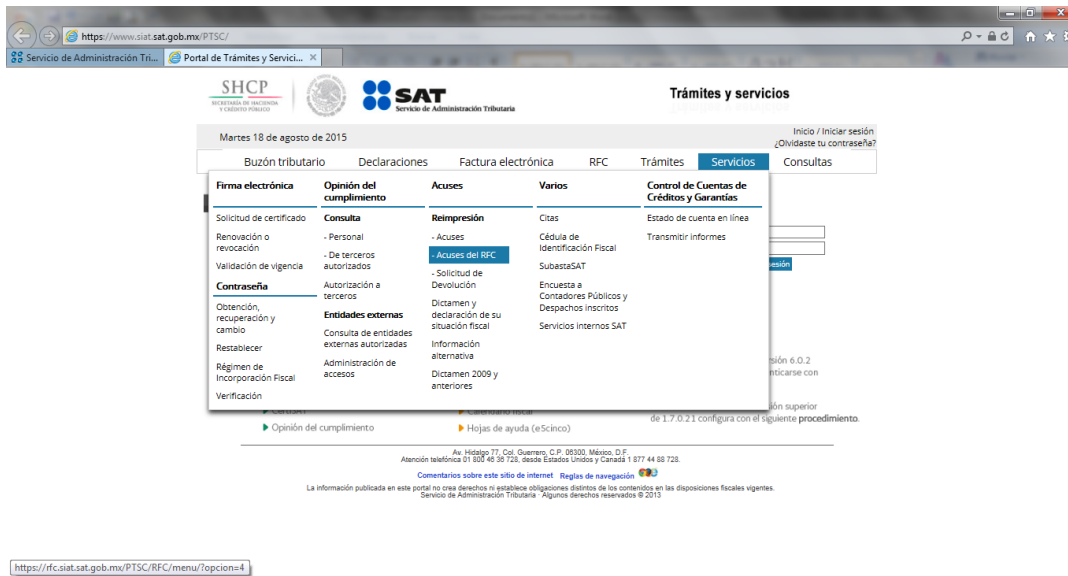 https://www.siat.sat.gob.mx/PTSC/
Servicio de Administración Tri...
Portal de Trámites y Servici...
SHCP
SECRETARÍA DE HACIENDA
Y CRÉDITO PÚBLICO
SAT
Servicio de Administración Tributaria
Trámites y servicios
Martes 18 de agosto de 2015
Inicio / Iniciar sesión
¿Olvidaste tu contraseña?
Buzón tributario Declaraciones Factura electrónica RFC Trámites Servicios Consultas
Firma electrónica
Solicitud de certificado
Renovación o
revocación
Validación de vigencia
Contraseña
Obtención,
recuperación y
cambio
Restablecer
Régimen de
Incorporación Fiscal
Verificación
Opinión del
cumplimiento
Consulta
- Personal
- De terceros
autorizados
Autorización a
terceros
Entidades externas
Consulta de entidades
externas autorizadas
Administración de
accesos
Acuses
Reimpresión
- Acuses
- Acuses del RFC
- Solicitud de
Devolución
Dictamen y
declaración de su
situación fiscal
Información
alternativa
Dictamen 2009 y
anteriores
Varios
Citas
Cédula de
Identificación Fiscal
SubastaSAT
Encuesta a
Contadores Públicos y
Despachos inscritos
Servicios internos SAT
Control de Cuentas de
Créditos y Garantías
Estado de cuenta en línea
Transmitir informes
esión
rsión 6.0.2
nticarse con
ión superior
de 1.7.0.21 configura con el siguiente procedimiento.
CertiSAT
Calendario fiscal
Opinión del cumplimiento
Hojas de ayuda (eScinco)
Av. Hidalgo 77, Col. Guerrero, C.P. 06300, México, D.F.
Atención telefónica 01 800 46 36 728, desde Estados Unidos y Canadá 1 877 44 88 728.
Comentarios sobre este sitio de internet Reglas de navegación
La información publicada en este portal no crea derechos ni establece obligaciones distintos de los contenidos en las disposiciones fiscales vigentes.
Servicio de Administración Tributaria - Algunos derechos reservados © 2013
https://rfc.siat.sat.gob.mx/PTSC/RFC/menu/?opcion=4